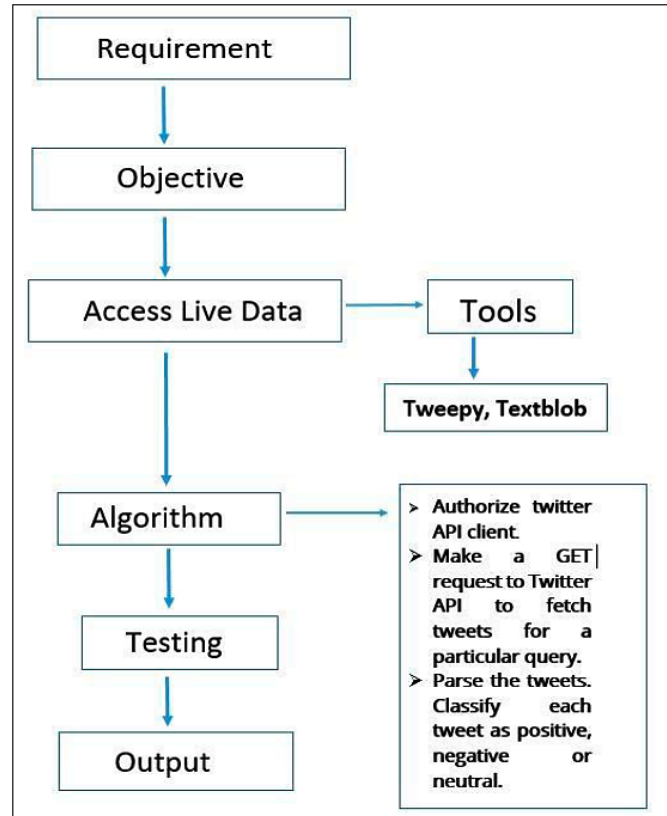 Requirement
Objective
Access Live Data
Tools
Tweepy, Textblob
Algorithm
➢ Authorize twitter
API client.
➢ Make a GET
request to Twitter
API to fetch
tweets for a
particular query.
➢ Parse the tweets.
Classify each
tweet as positive,
negative or
neutral.
Testing
Output